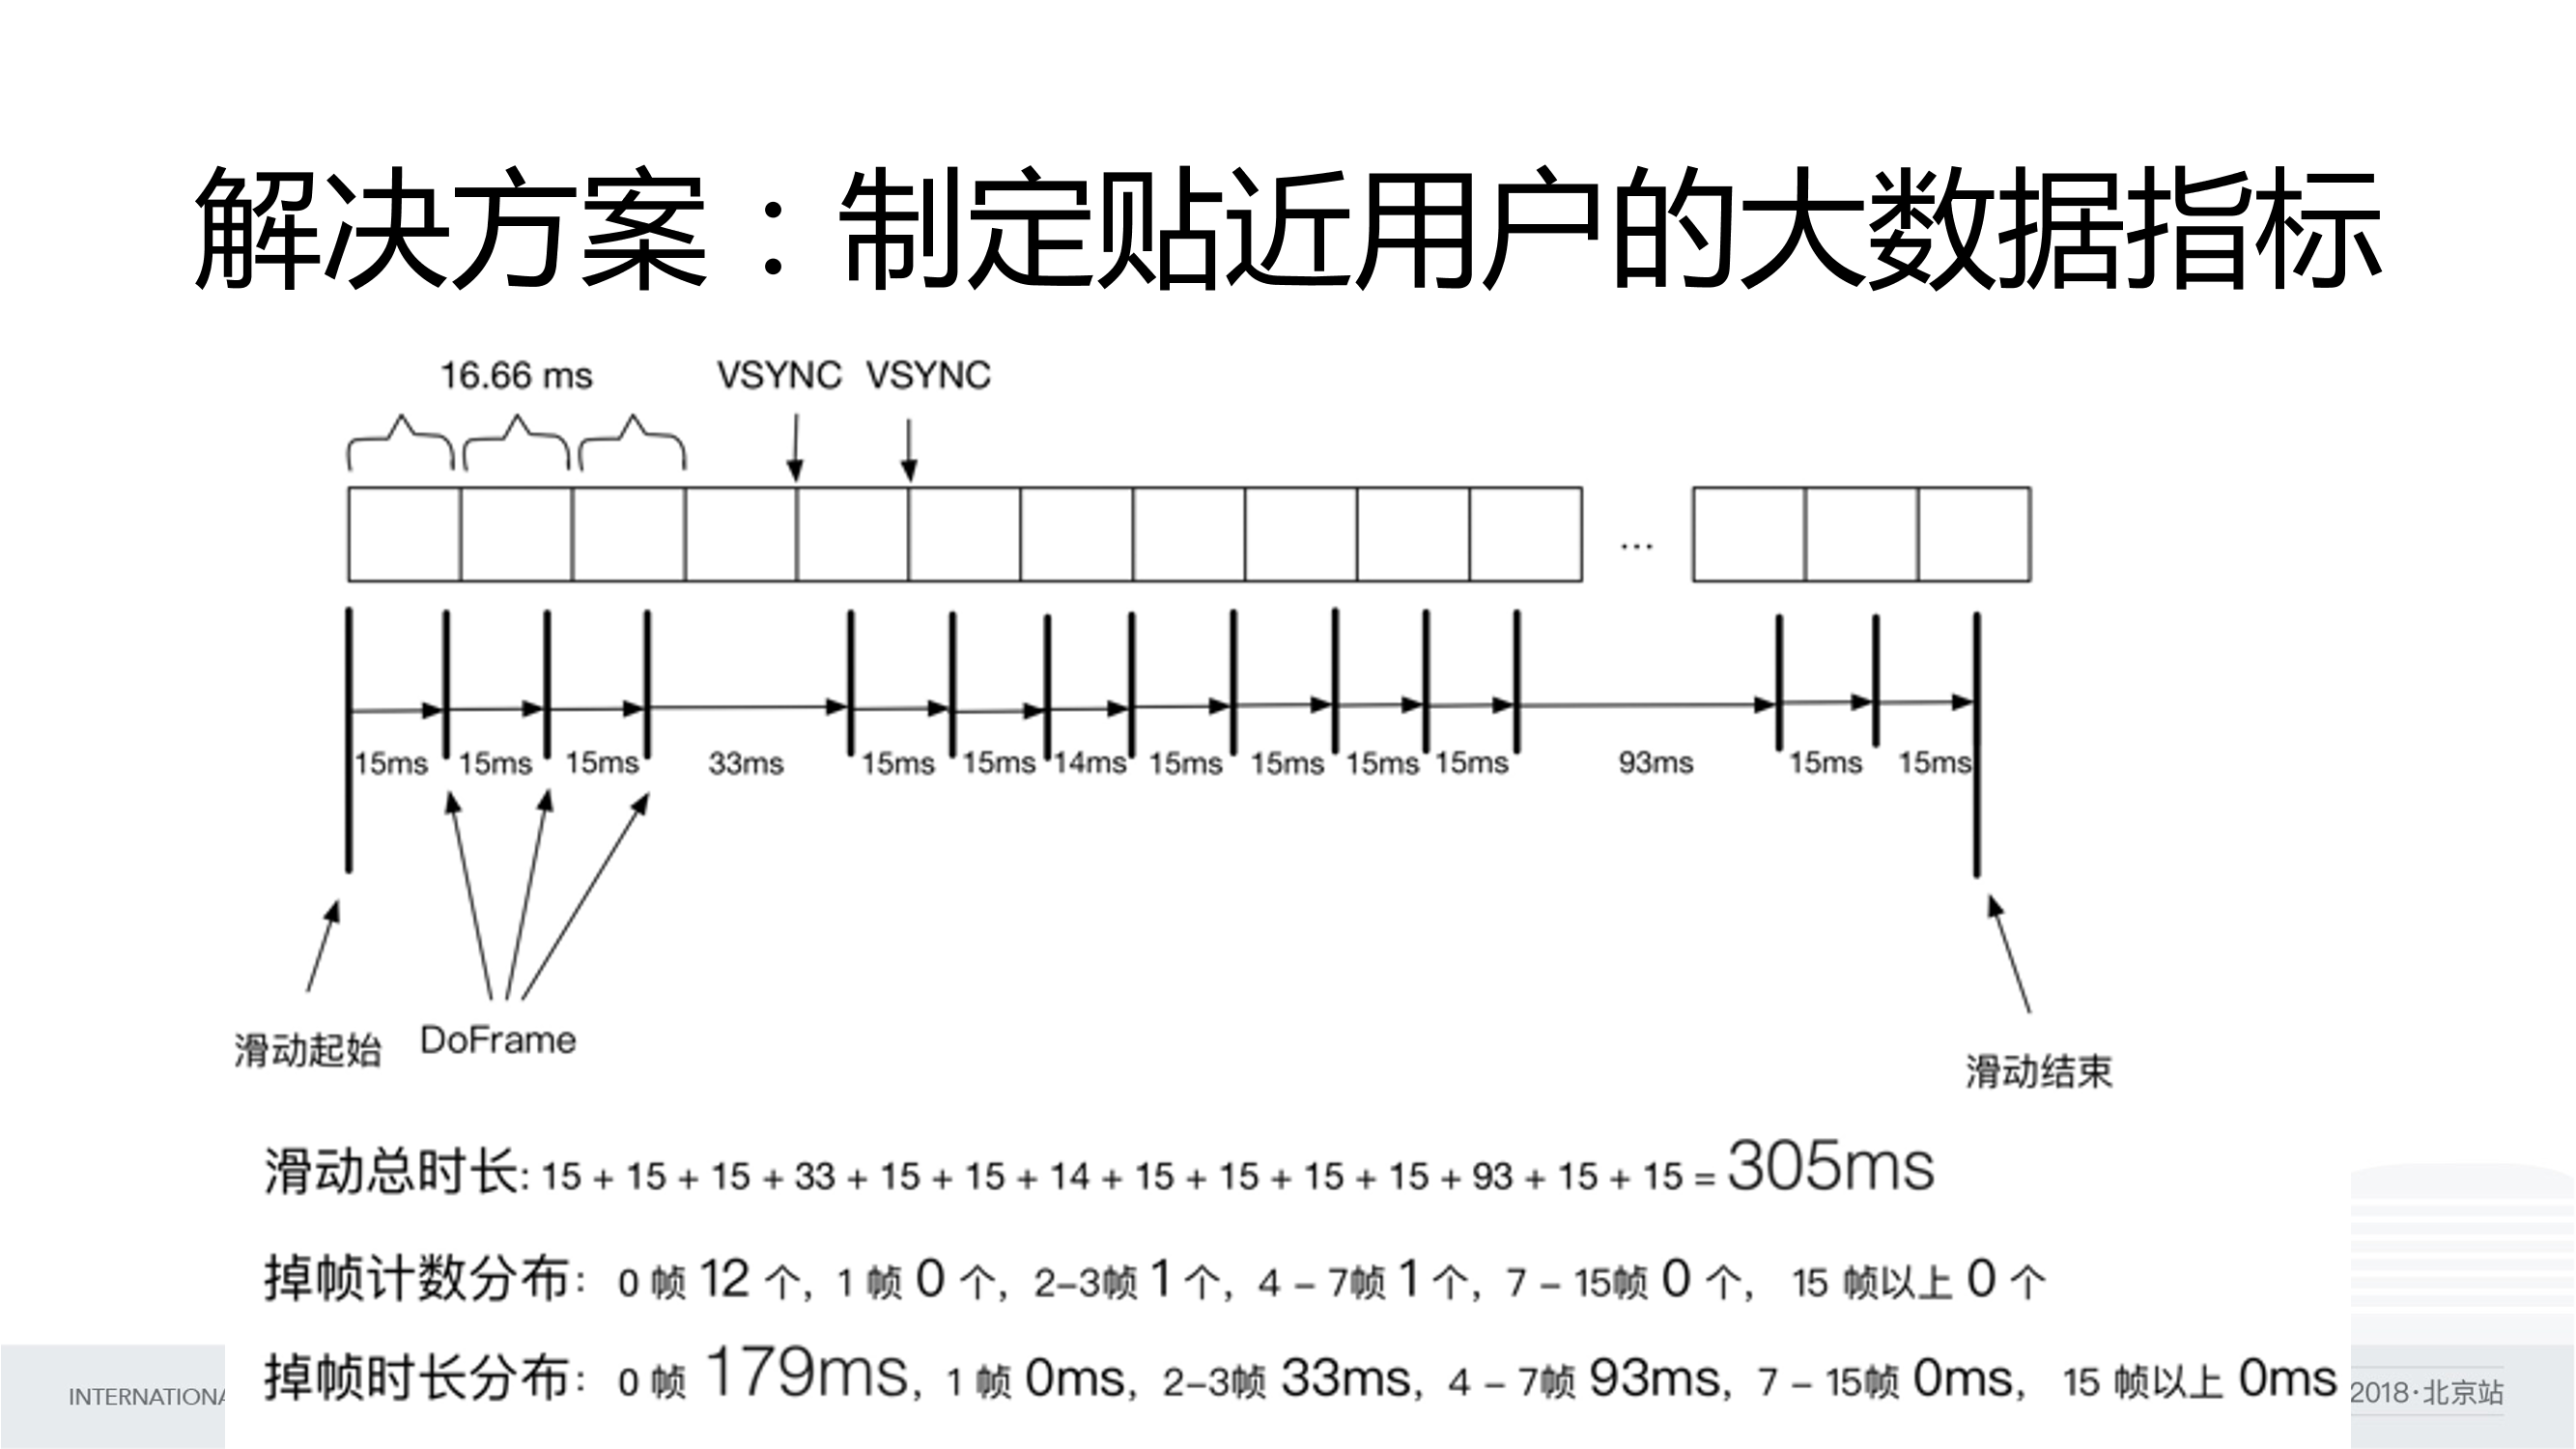 解决方案：制定贴近用户的大数据指标
16.66 ms VSYNC VSYNC
...
15ms 15ms 15ms 33ms 15ms 15ms 14ms 15ms 15ms 15ms 15ms 93ms 15ms 15ms
滑动起始 DoFrame 滑动结束
滑动总时长: 15 + 15 + 15 + 33 + 15 + 15 + 14 + 15 + 15 + 15 + 15 + 93 + 15 + 15 = 305ms
掉帧计数分布： 0 帧 12 个, 1 帧 0 个, 2–3帧 1 个, 4 – 7帧 1 个, 7 – 15帧 0 个, 15 帧以上 0 个
掉帧时长分布： 0 帧 179ms, 1 帧 0ms, 2–3帧 33ms, 4 – 7帧 93ms, 7 – 15帧 0ms, 15 帧以上 0ms
INTERNATIONA 2018·北京站